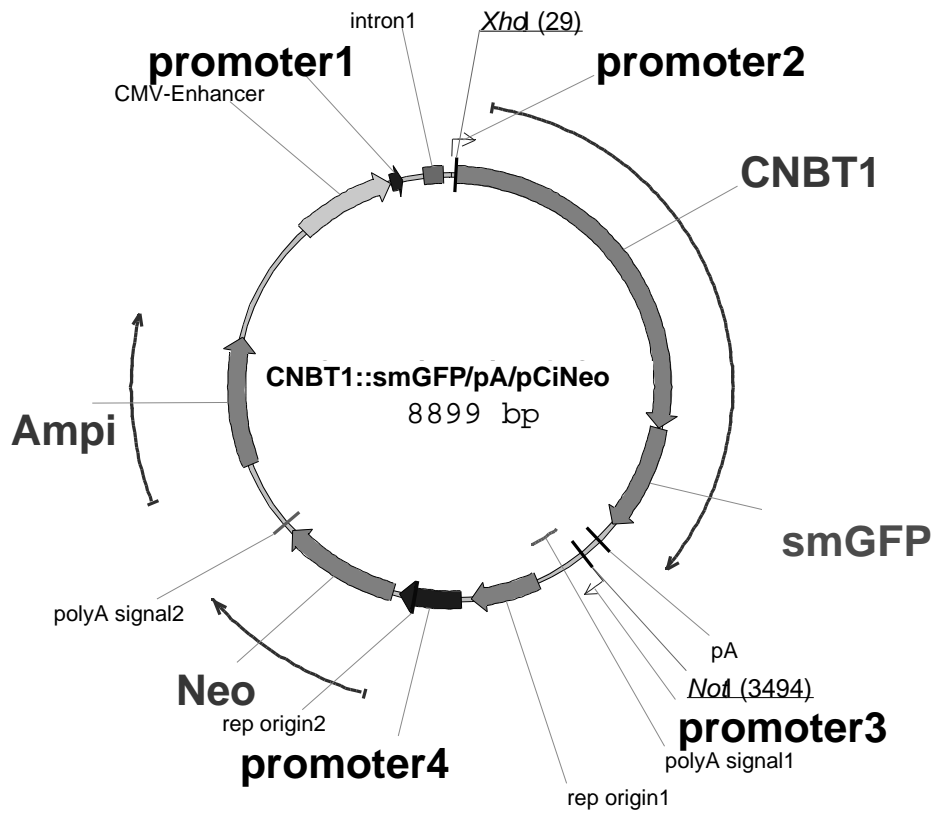 intron1
XhoI (29)
promoter1
promoter2
CMV-Enhancer
CNBT1
CNBT1::smGFP/pA/pCiNeo
8899 bp
Ampi
smGFP
polyA signal2
pA
Neo
NotI (3494)
rep origin2
promoter3
promoter4
polyA signal1
rep origin1